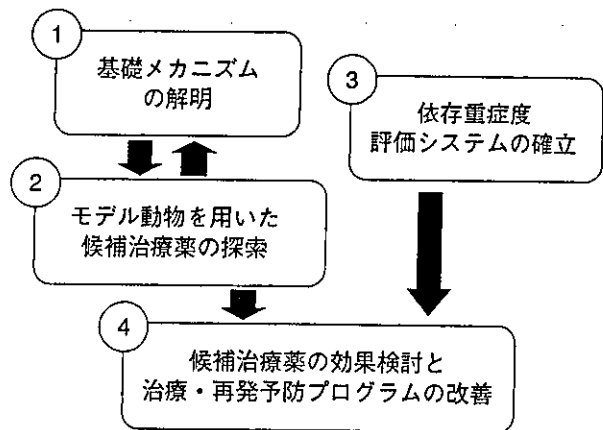 1
基礎メカニズム
の解明
3
依存重症度
評価システムの確立
2
モデル動物を用いた
候補治療薬の探索
4
候補治療薬の効果検討と
治療・再発予防プログラムの改善